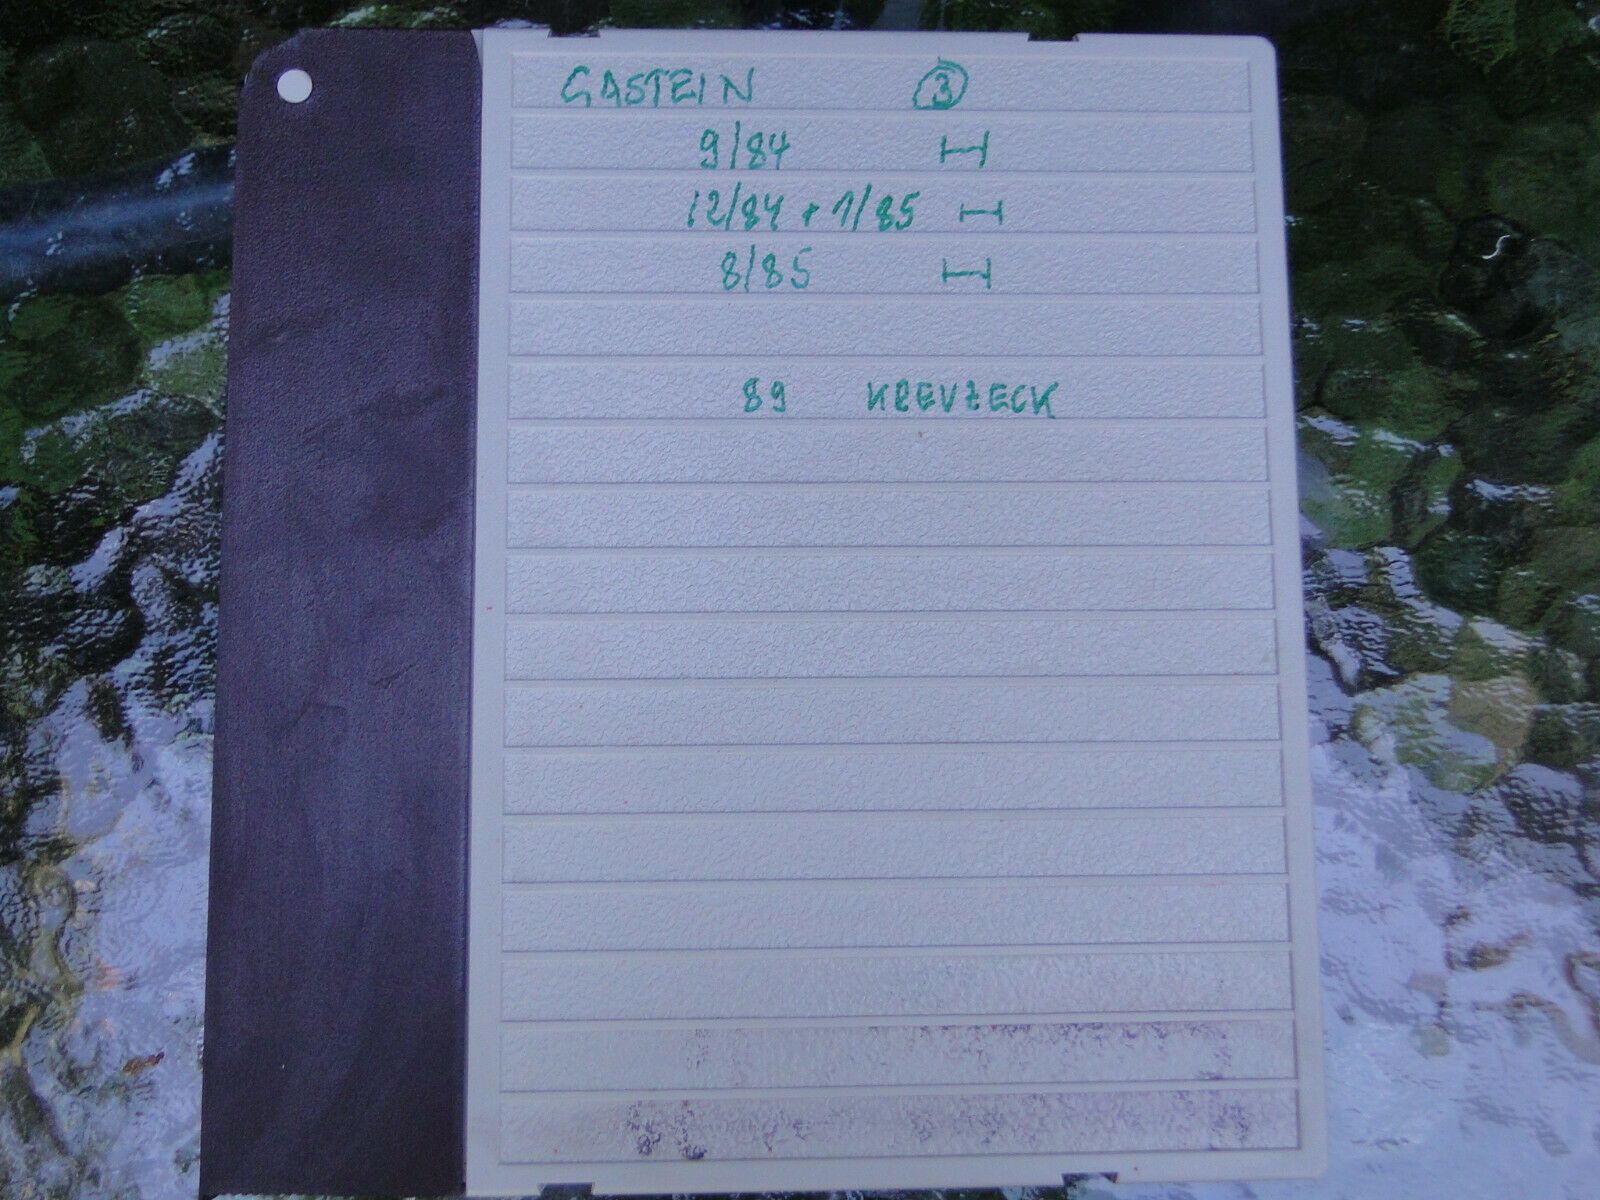 GASTEIN 3
9/84
12/84 + 1/85
8/85
89 KREUZECK